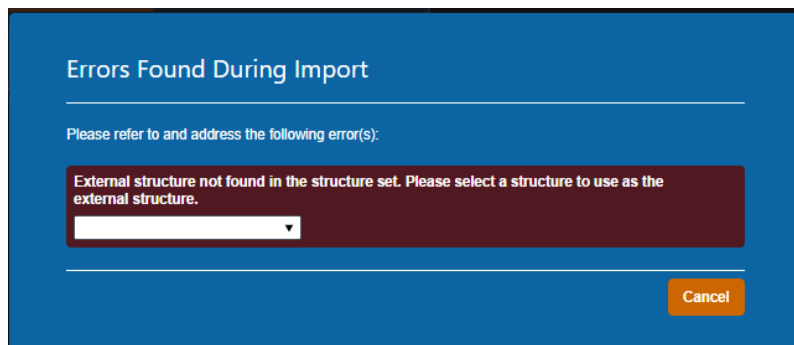 Errors Found During Import
Please refer to and address the following error(s):
External structure not found in the structure set. Please select a structure to use as the
external structure.
Cancel